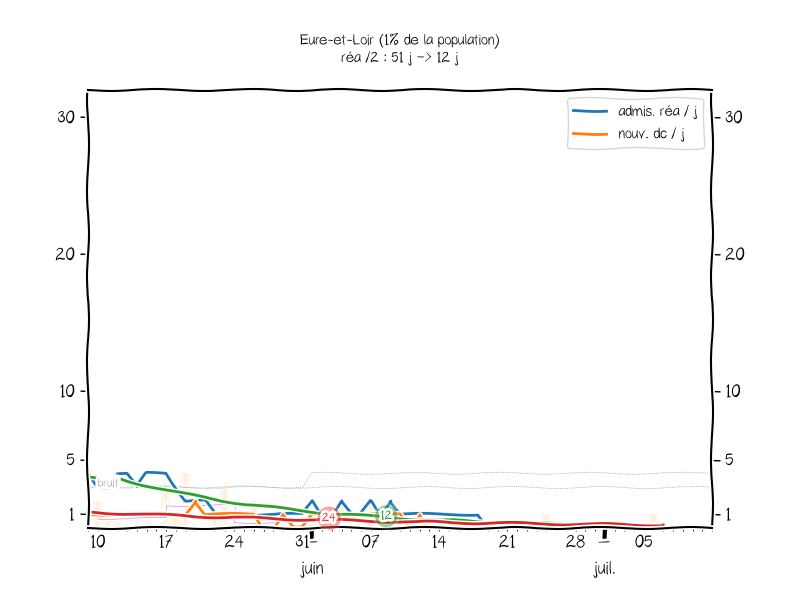 Eure-et-Loir (1% de la population)
réa /2 : 51 j -> 12 j
admis. réa / j
nouv. dc / j
30 30
20 20
10 10
5 5
1 1
bruit
24 12
10 17 24 31 07 14 21 28 05
juin juil.